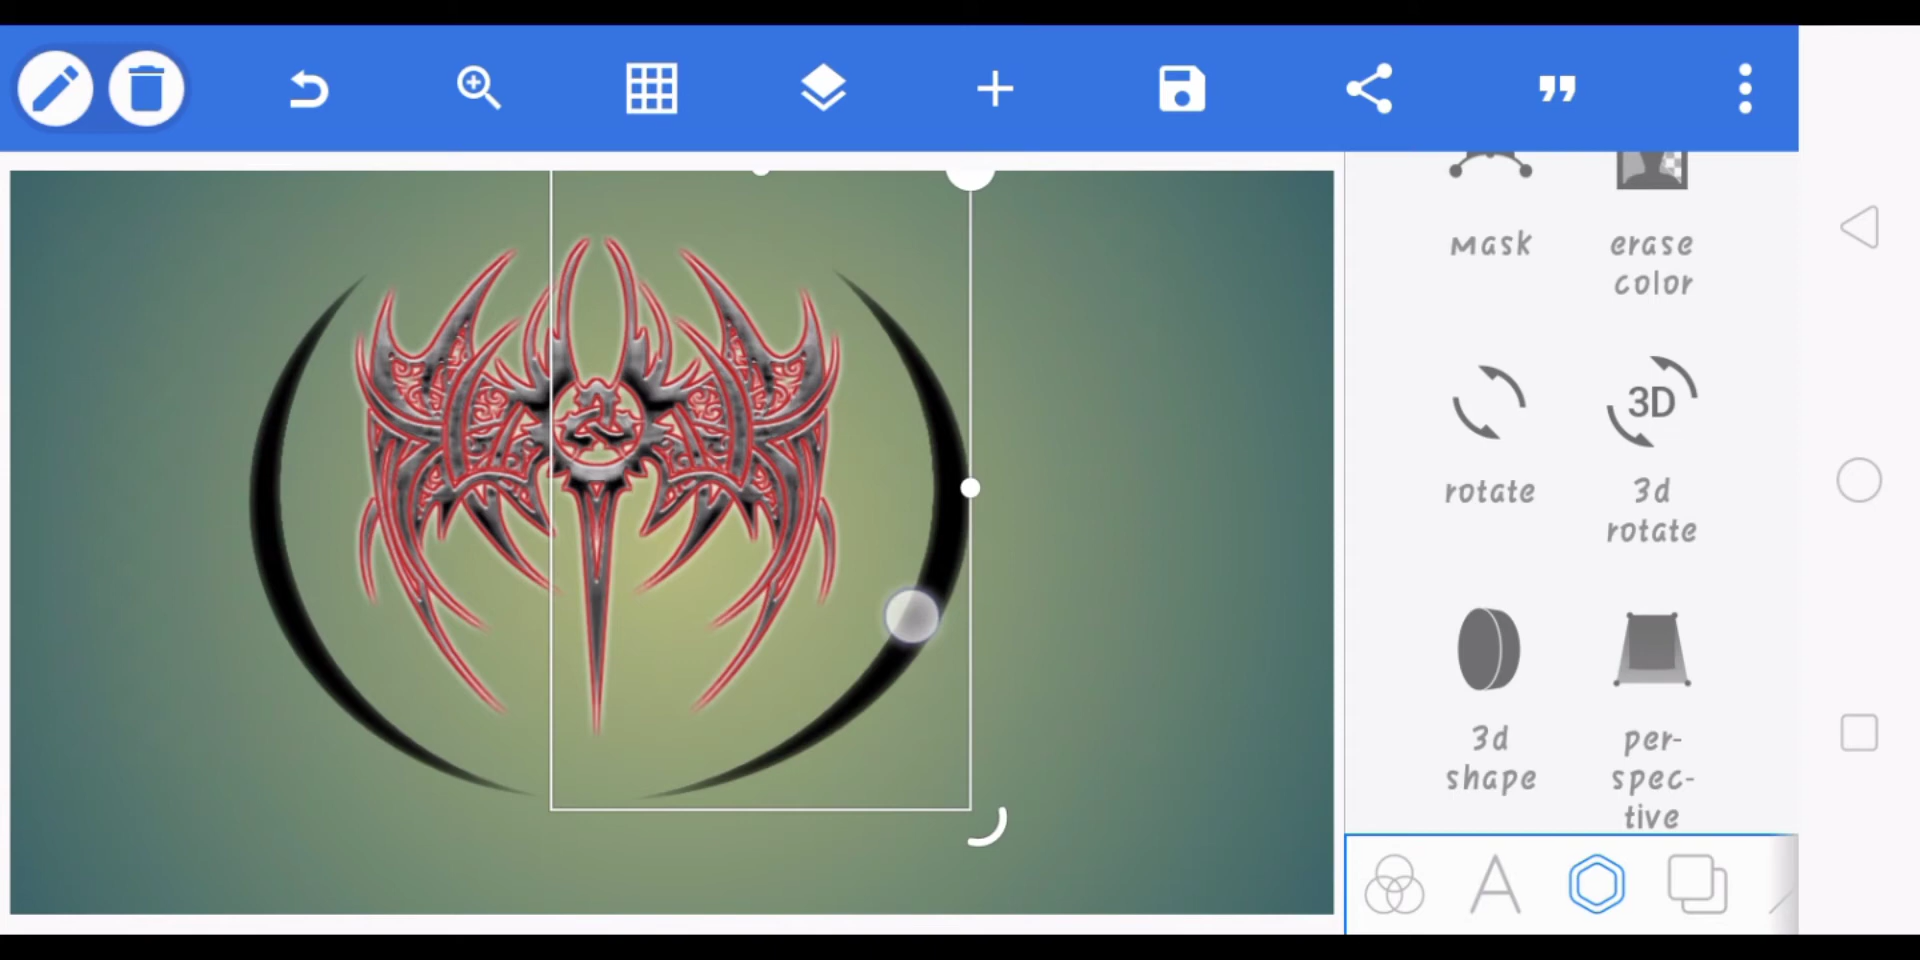 Mask
erase
color
3D
rotate
3d
rotate
3d
shape
per-
spec-
tive